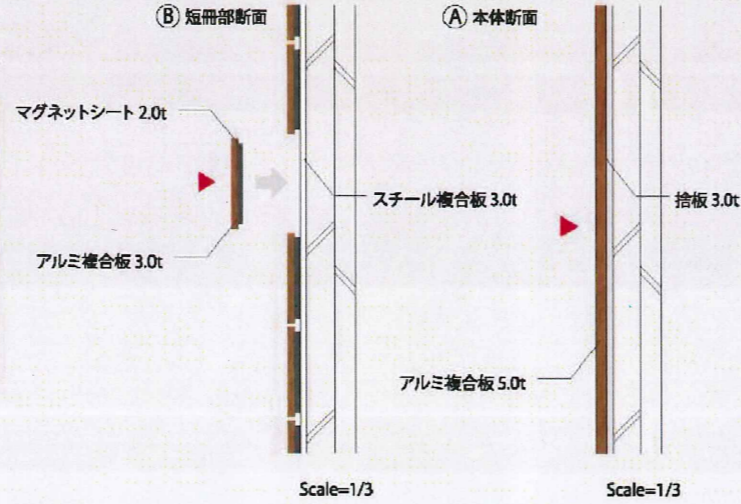 Ⓑ 短冊部断面
Ⓐ 本体断面
マグネットシート 2.0t
スチール複合板 3.0t
捨板 3.0t
アルミ複合板 3.0t
アルミ複合板 5.0t
Scale=1/3
Scale=1/3